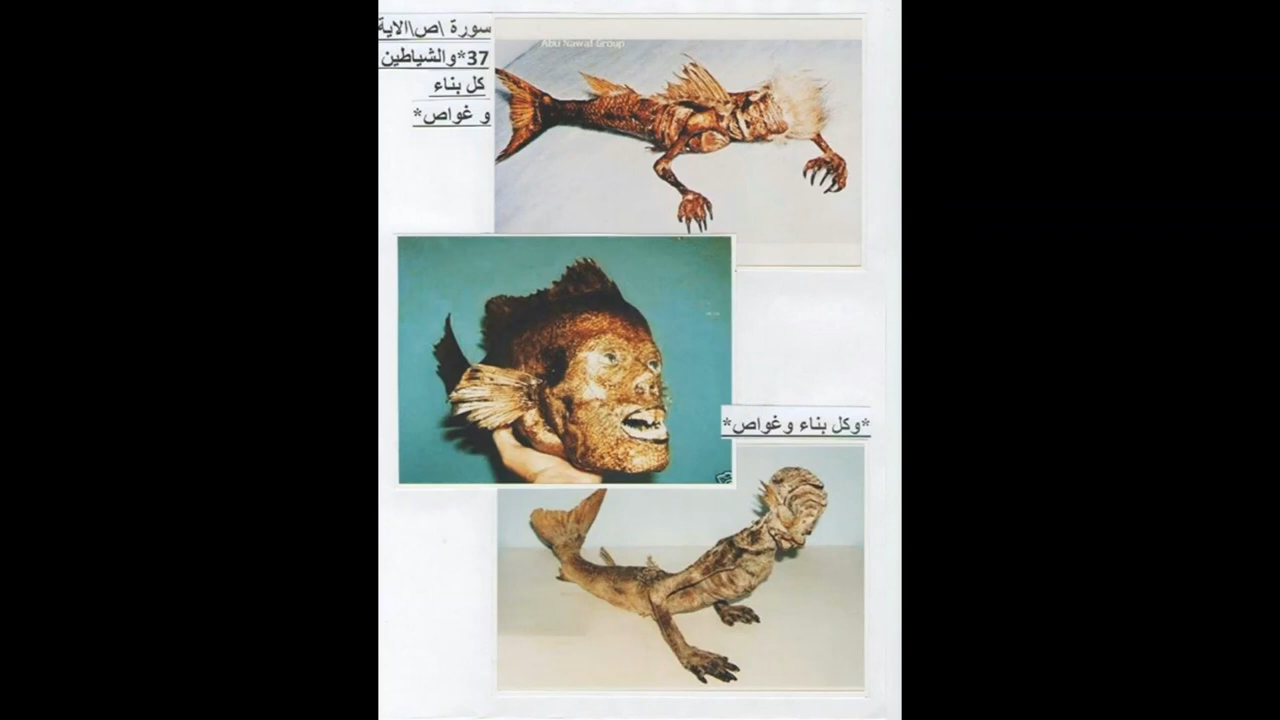 سورة \ص\الاية
37*والشياطين
كل بناء
و غواص*
Abu Nawaf Group
*وكل بناء وغواص*